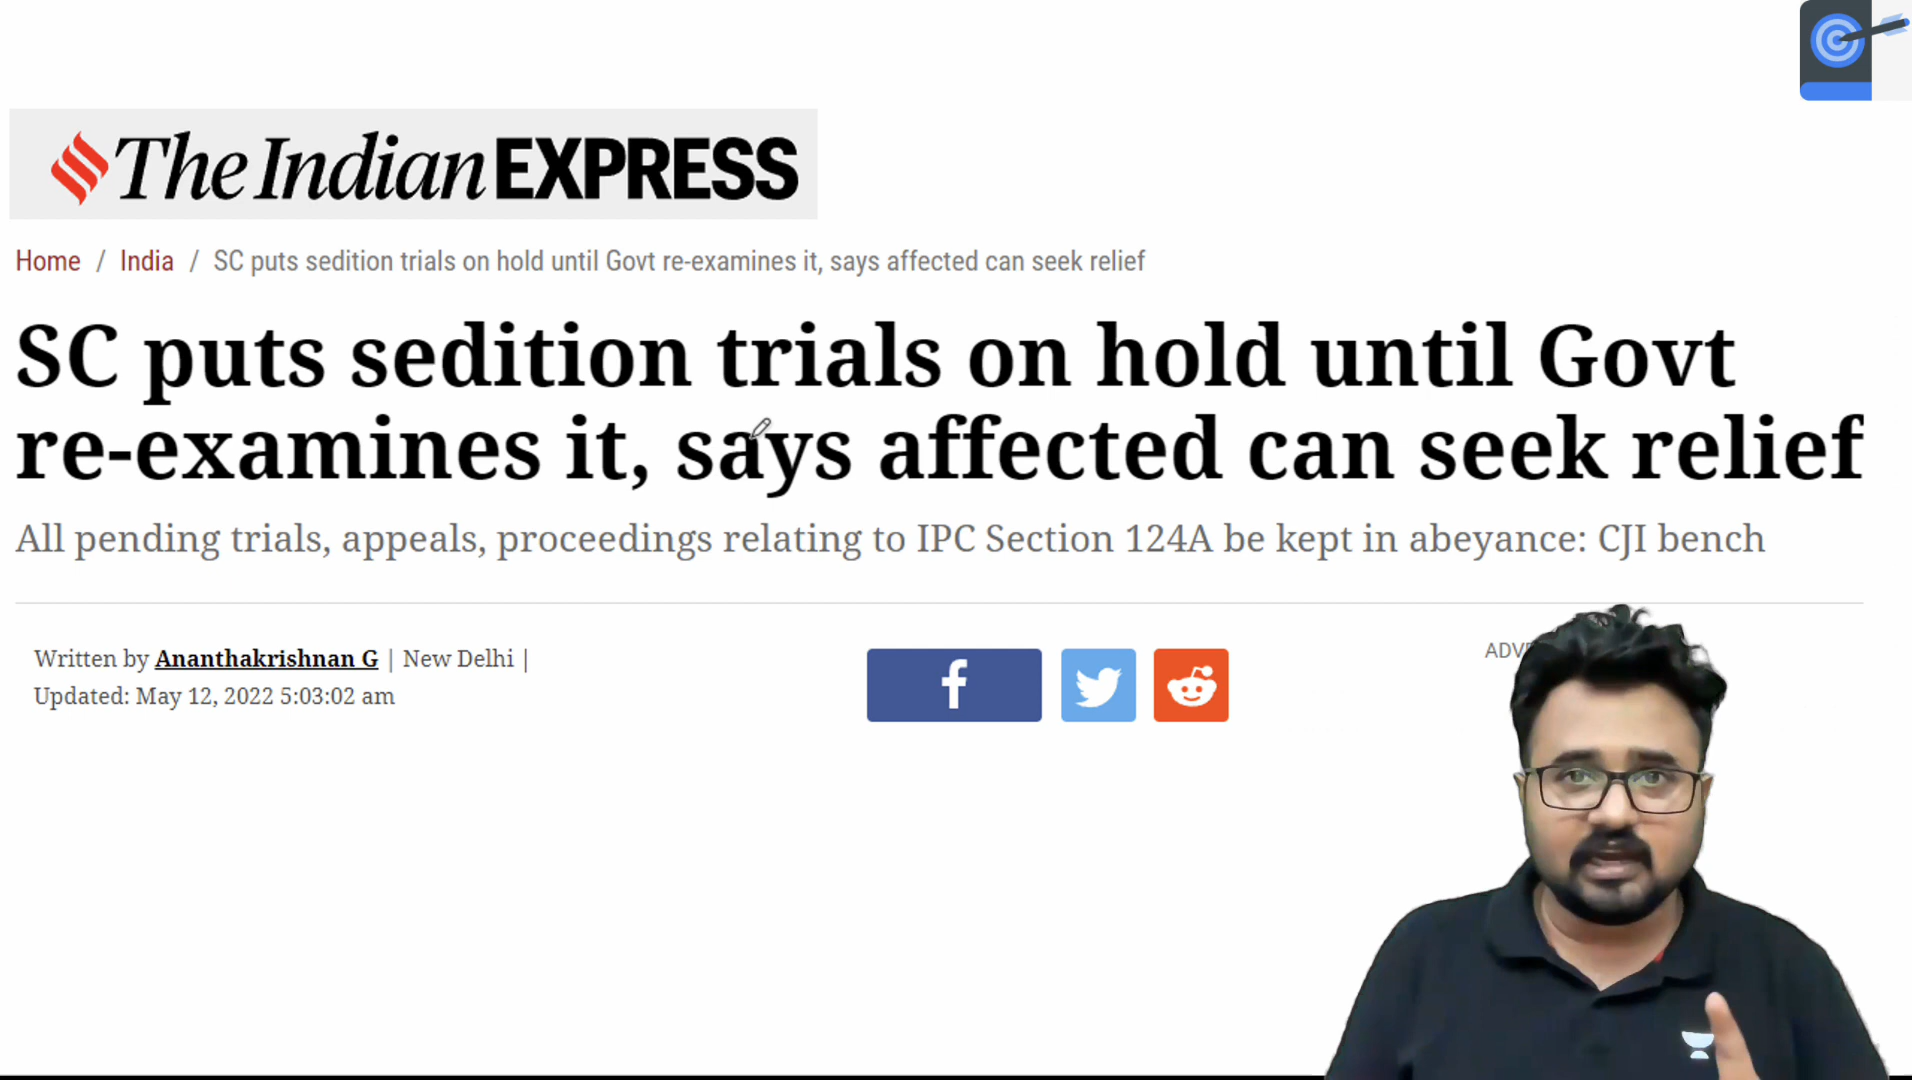 The Indian EXPRESS
Home / India / SC puts sedition trials on hold until Govt re-examines it, says affected can seek relief
SC puts sedition trials on hold until Govt
re-examines it, says affected can seek relief
All pending trials, appeals, proceedings relating to IPC Section 124A be kept in abeyance: CJI bench
Written by Ananthakrishnan G | New Delhi |
Updated: May 12, 2022 5:03:02 am